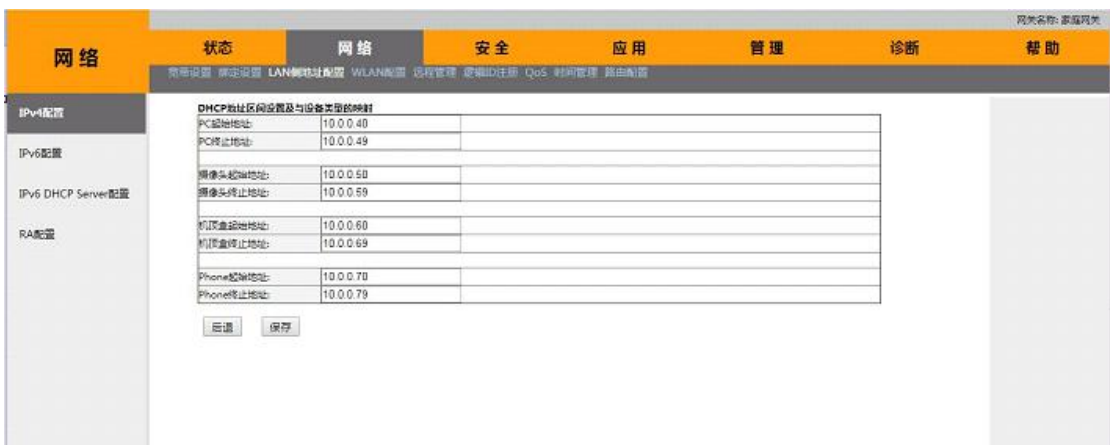 网关名称: 家庭网关
网络
状态 网络 安全 应用 管理 诊断 帮助
宽带设置 绑定设置 LAN侧地址配置 WLAN配置 远程管理 逻辑ID注册 QoS 时间管理 路由配置
IPv4配置
IPv6配置
IPv6 DHCP Server配置
RA配置
DHCP地址区间设置及与设备类型的映射
PC起始地址: 10.0.0.40
PC终止地址: 10.0.0.49
摄像头起始地址: 10.0.0.50
摄像头终止地址: 10.0.0.59
机顶盒起始地址: 10.0.0.60
机顶盒终止地址: 10.0.0.69
Phone起始地址: 10.0.0.70
Phone终止地址: 10.0.0.79
后退 保存